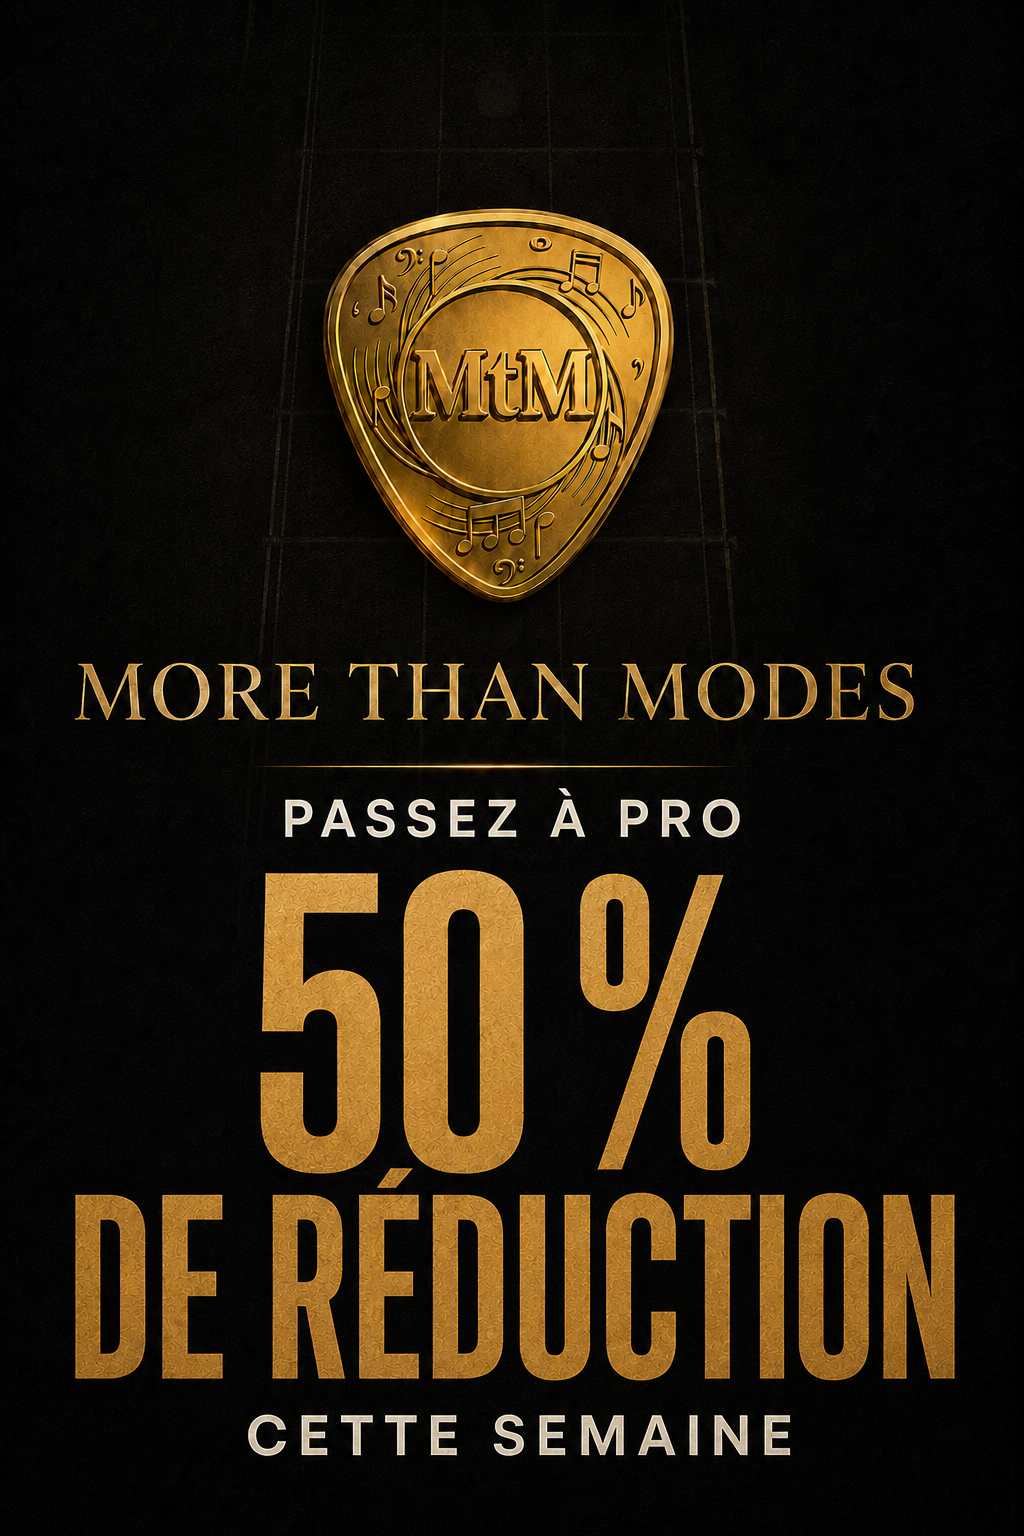 MtM
MORE THAN MODES
PASSEZ À PRO
50 %
DE RÉDUCTION
CETTE SEMAINE